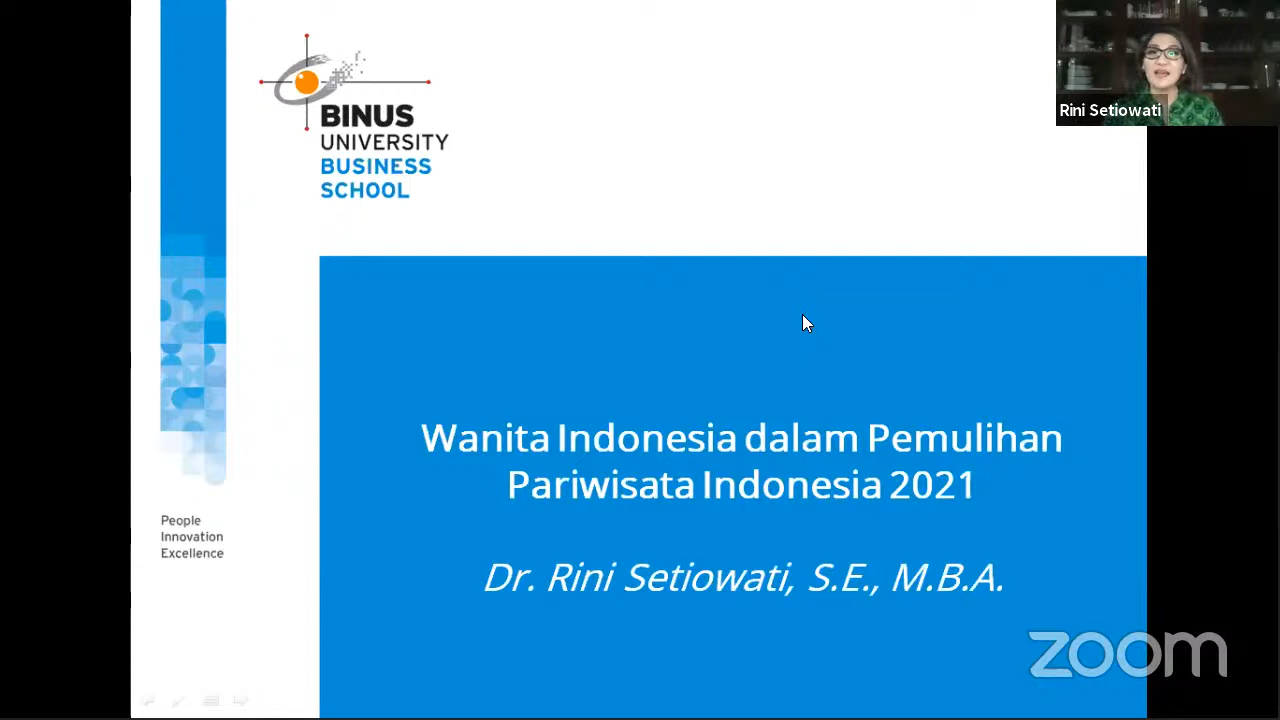 BINUS
UNIVERSITY
BUSINESS
SCHOOL
Rini Setiowati
Wanita Indonesia dalam Pemulihan
Pariwisata Indonesia 2021
Dr. Rini Setiowati, S.E., M.B.A.
People
Innovation
Excellence
zoom